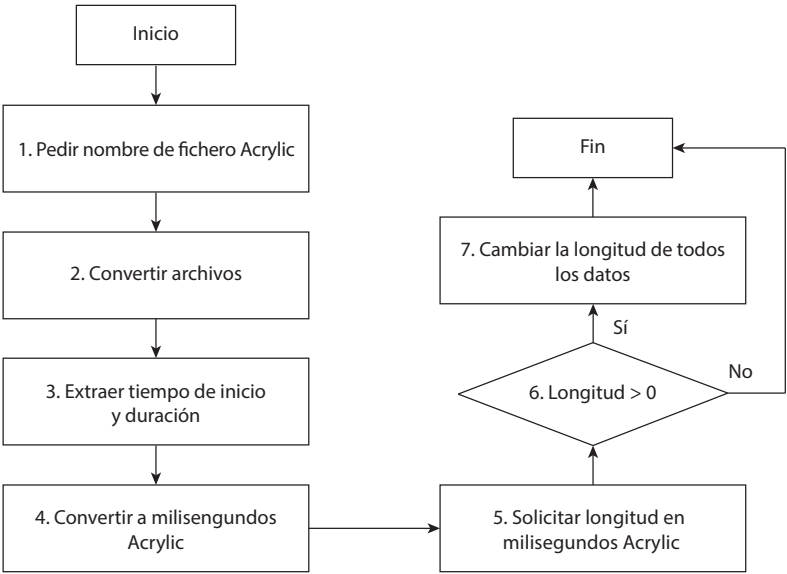 Inicio
1. Pedir nombre de fichero Acrylic
2. Convertir archivos
3. Extraer tiempo de inicio
y duración
4. Convertir a milisengundos
Acrylic
5. Solicitar longitud en
milisegundos Acrylic
6. Longitud > 0
Sí
No
7. Cambiar la longitud de todos
los datos
Fin